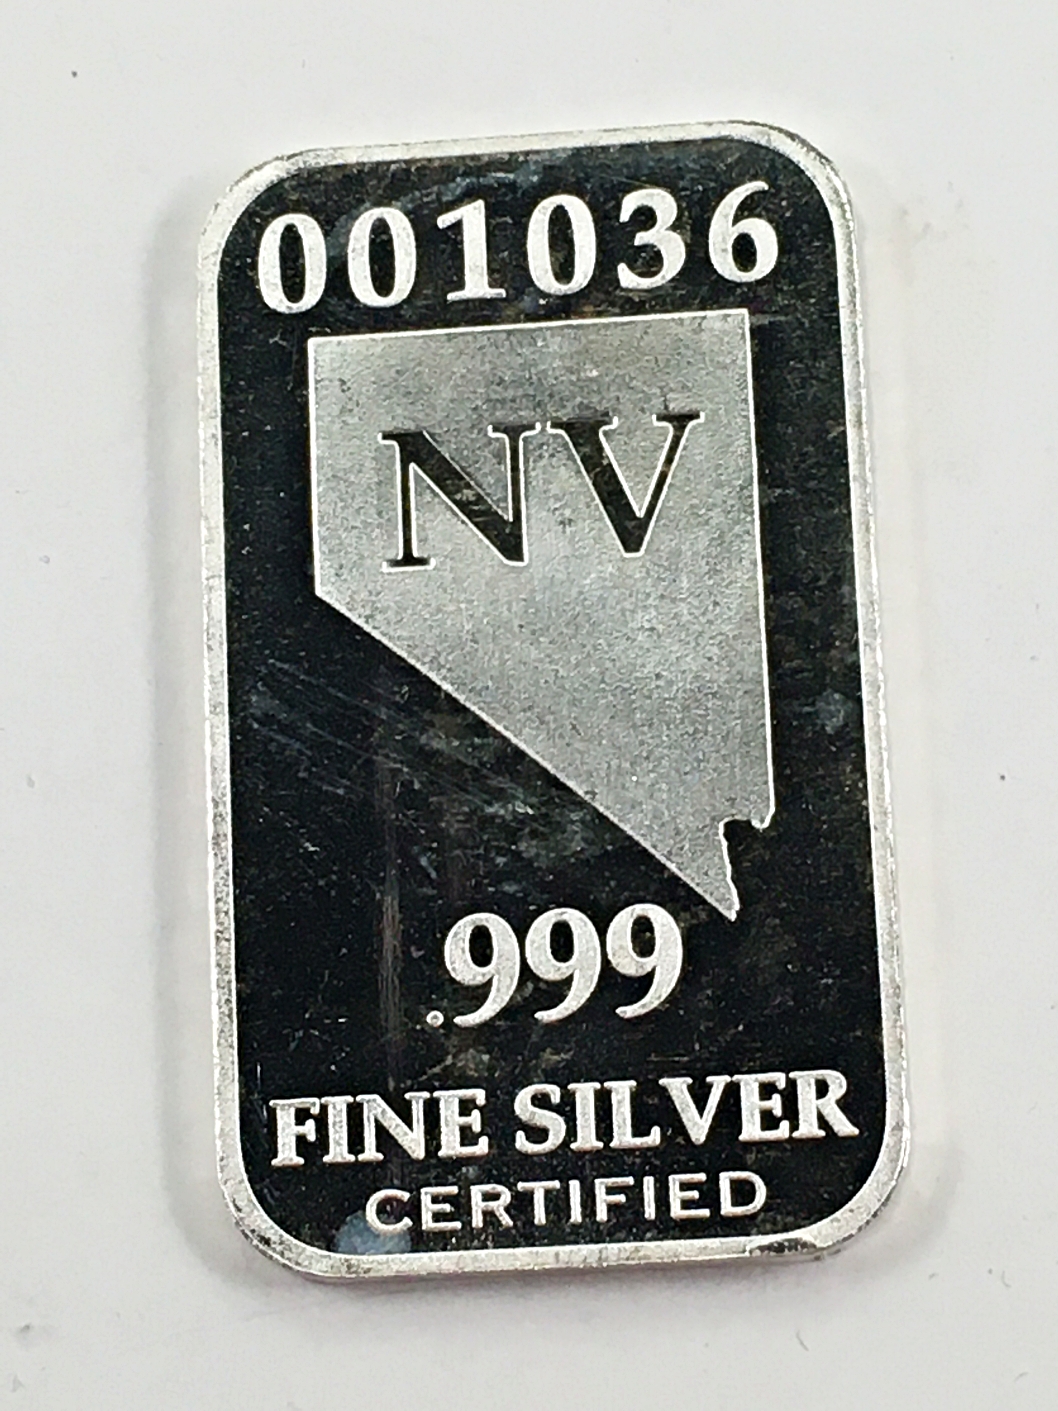 001036
NV
.999
FINE SILVER
CERTIFIED